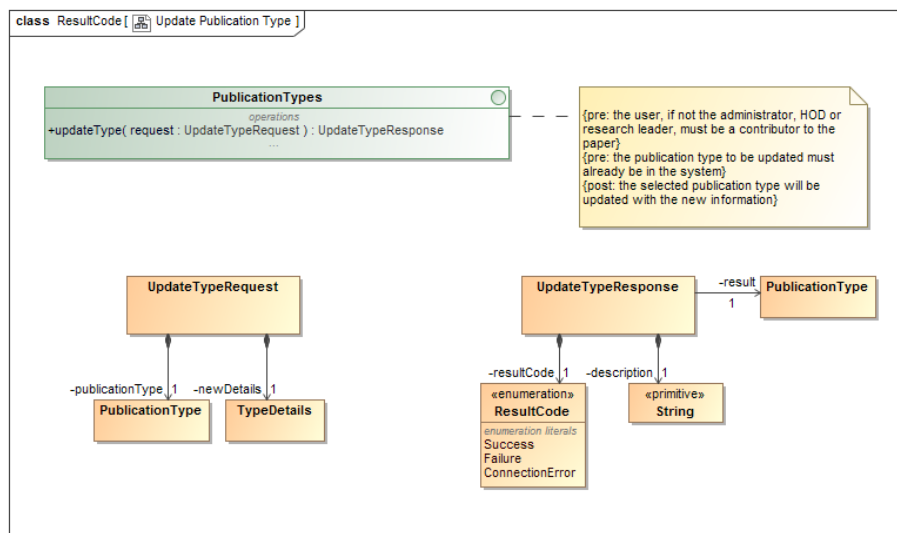 class ResultCode [ Update Publication Type ]
PublicationTypes
operations
+updateType( request : UpdateTypeRequest ) : UpdateTypeResponse
...
{pre: the user, if not the administrator, HOD or
research leader, must be a contributor to the
paper}
{pre: the publication type to be updated must
already be in the system}
{post: the selected publication type will be
updated with the new information}
UpdateTypeRequest
UpdateTypeResponse
-result
1
PublicationType
-publicationType 1
-newDetails 1
-resultCode 1
-description 1
PublicationType
TypeDetails
«enumeration»
ResultCode
enumeration literals
Success
Failure
ConnectionError
«primitive»
String